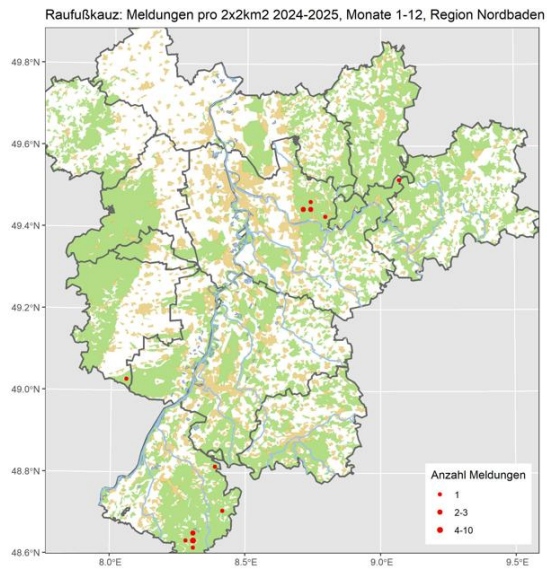 Raufußkauz: Meldungen pro 2x2km2 2024-2025, Monate 1-12, Region Nordbaden
49.8°N
49.6°N
49.4°N
49.2°N
49.0°N
48.8°N
48.6°N
Anzahl Meldungen
1
2-3
4-10
8.0°E 8.5°E 9.0°E 9.5°E